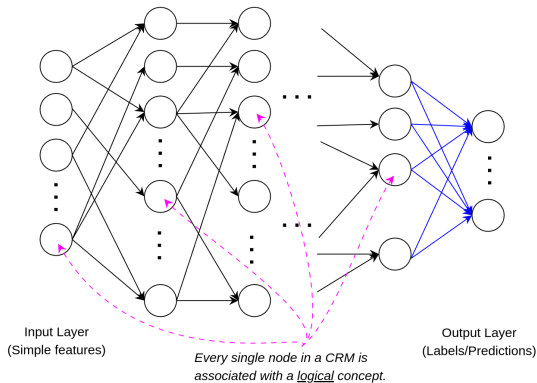 Input Layer
(Simple features)
Output Layer
(Labels/Predictions)
Every single node in a CRM is
associated with a logical concept.